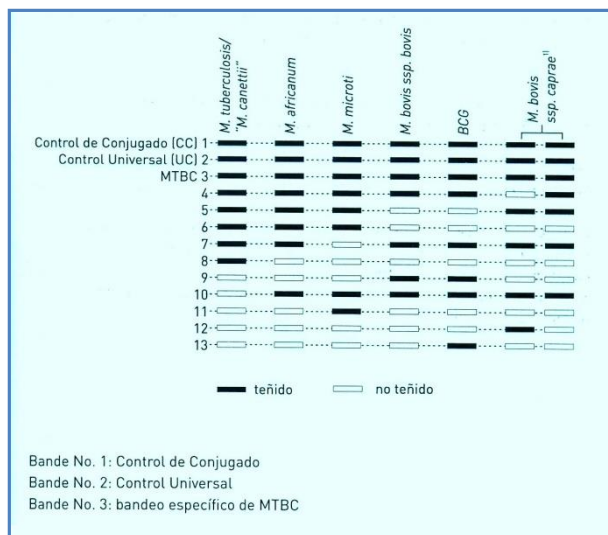 M. tuberculosis/
"M. canettii"
M. africanum
M. microti
M. bovis ssp. bovis
BCG
M. bovis
ssp. caprae¹⁾
Control de Conjugado (CC) 1
Control Universal (UC) 2
MTBC 3
4
5
6
7
8
9
10
11
12
13
teñido no teñido
Bande No. 1: Control de Conjugado
Bande No. 2: Control Universal
Bande No. 3: bandeo específico de MTBC